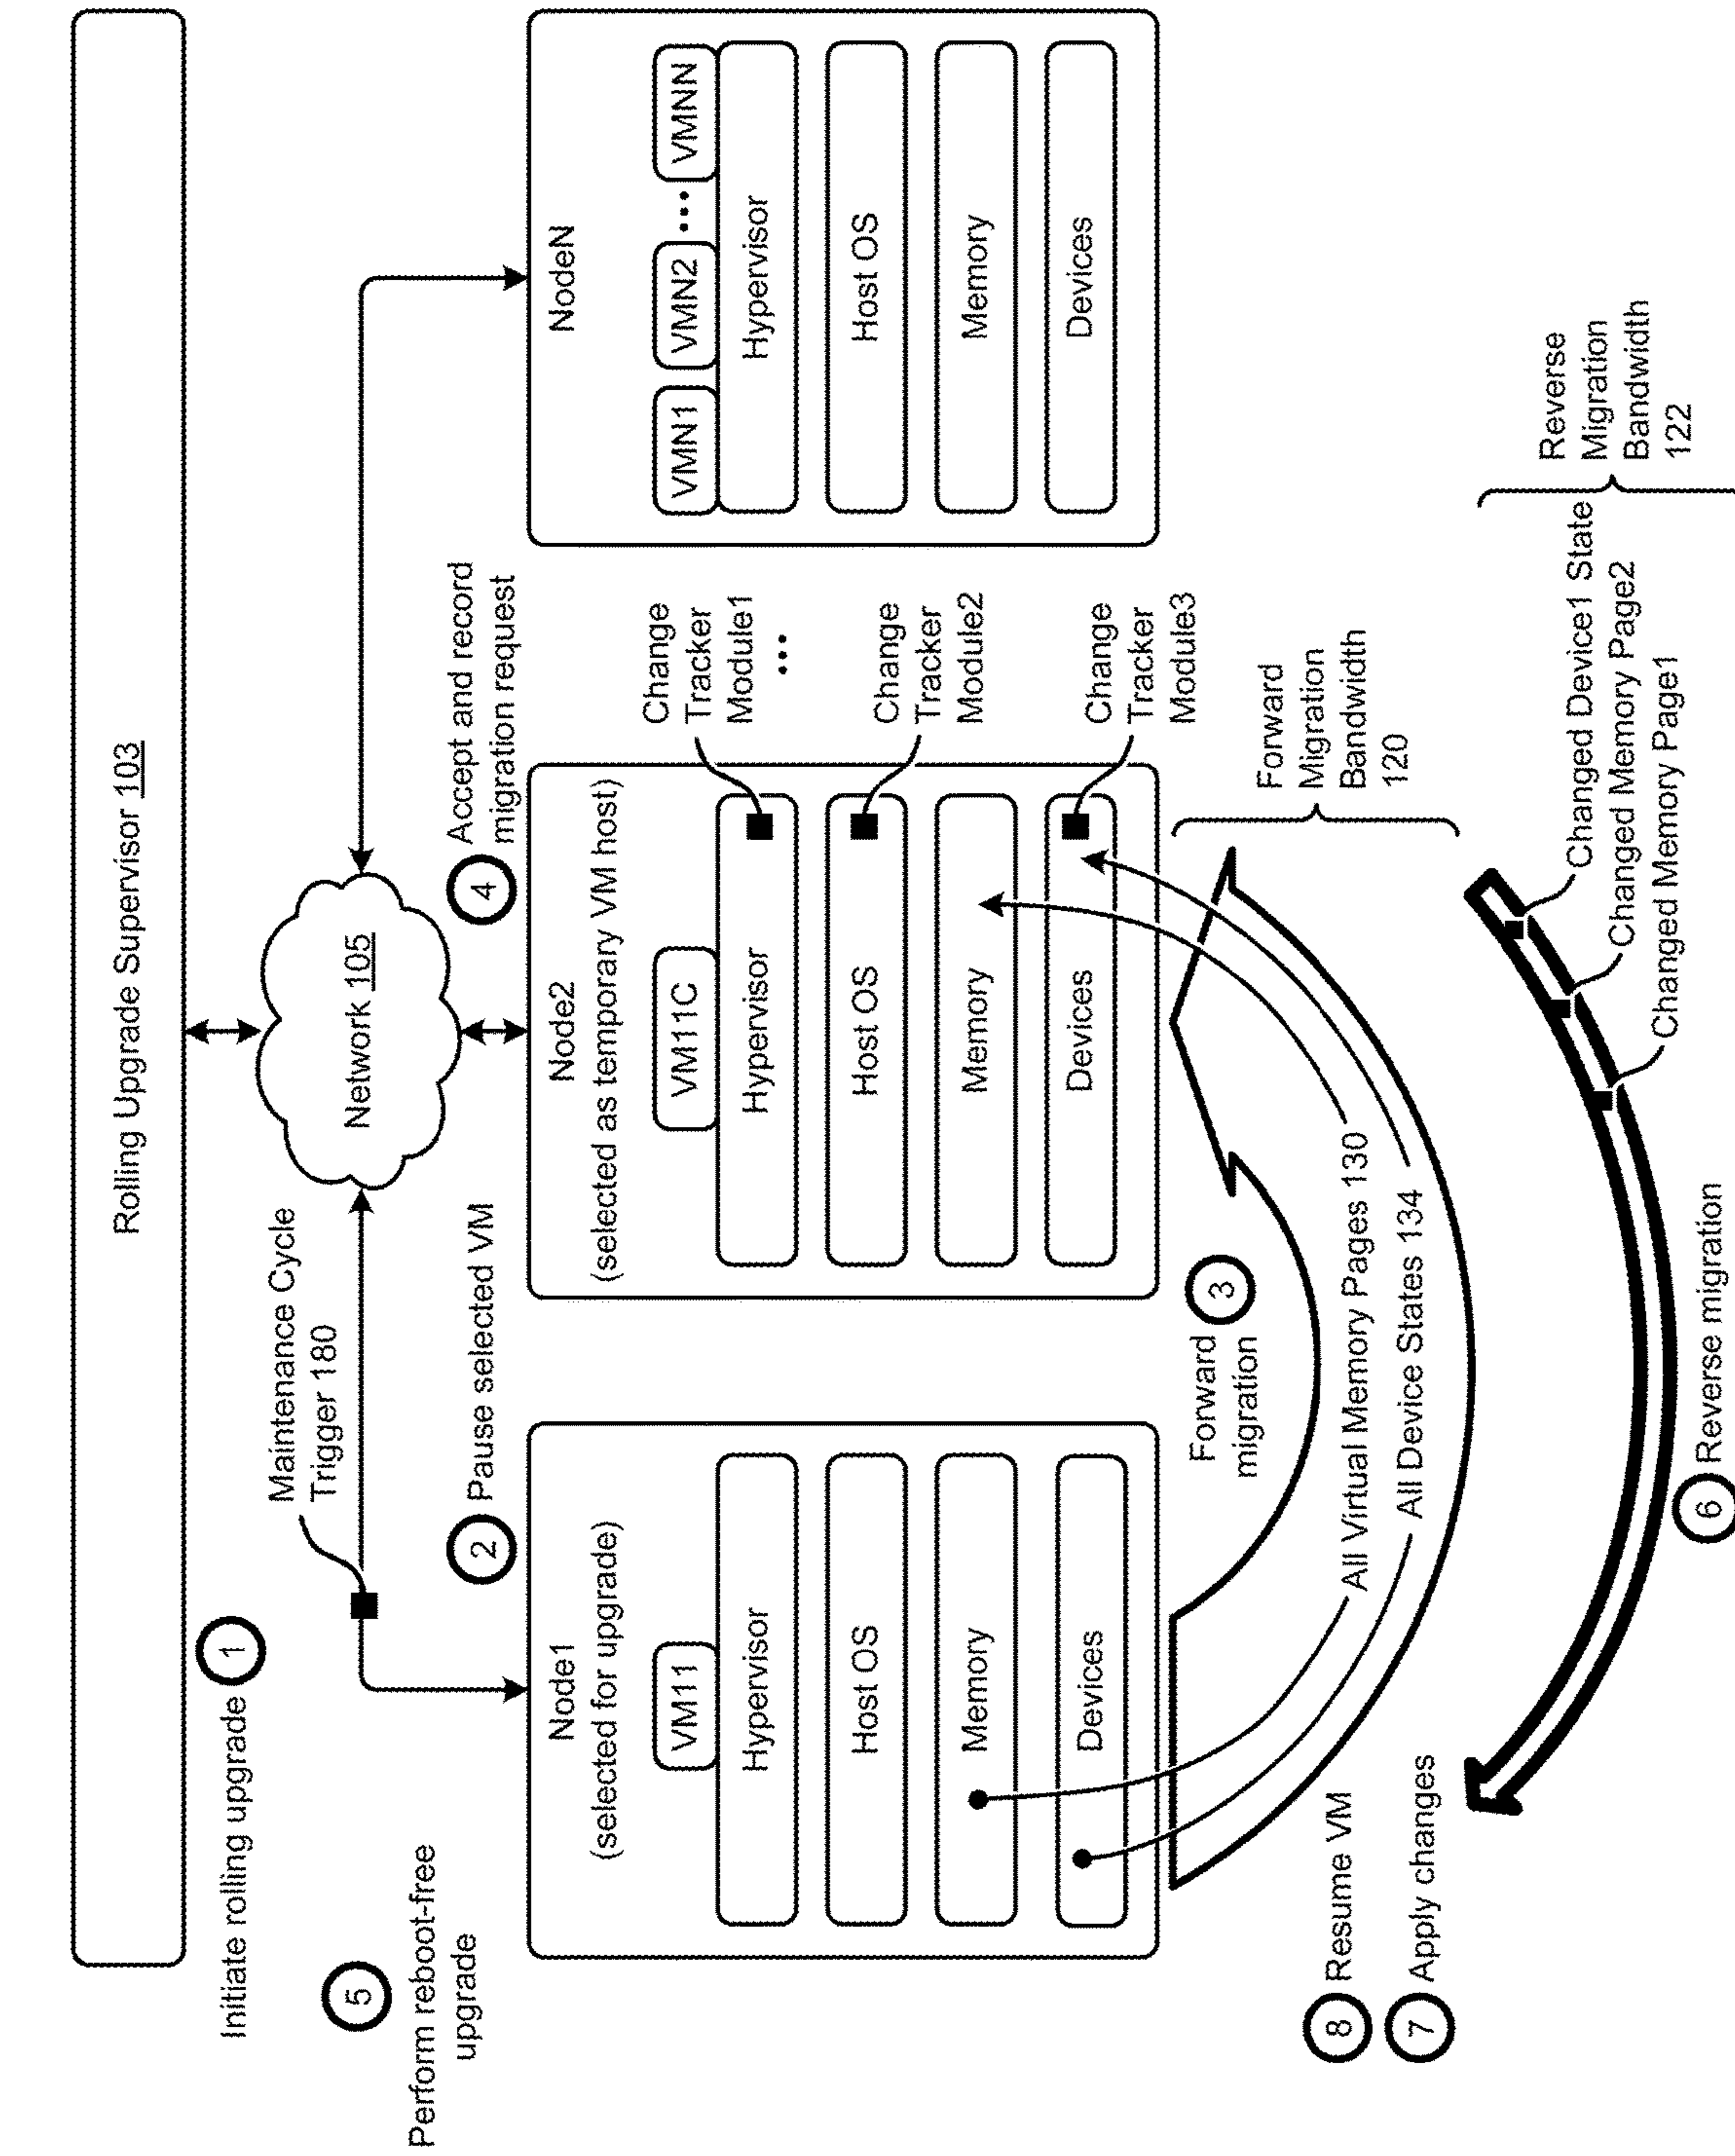 Rolling Upgrade Supervisor 103
Initiate rolling upgrade 1
Maintenance Cycle
Trigger 180
Network 105
5
Perform reboot-free
upgrade
2 Pause selected VM
4 Accept and record
migration request
Node1
(selected for upgrade)
VM11
Hypervisor
Host OS
Memory
Devices
Node2
(selected as temporary VM host)
VM11C
Hypervisor
Host OS
Memory
Devices
Change
Tracker
Module1
...
Change
Tracker
Module2
Change
Tracker
Module3
NodeN
VMN1
VMN2
...
VMNN
Hypervisor
Host OS
Memory
Devices
Forward
migration
3
Forward
Migration
Bandwidth
120
All Virtual Memory Pages 130
All Device States 134
8 Resume VM
7 Apply changes
Reverse
Migration
Bandwidth
122
Changed Device1 State
Changed Memory Page2
Changed Memory Page1
6 Reverse migration